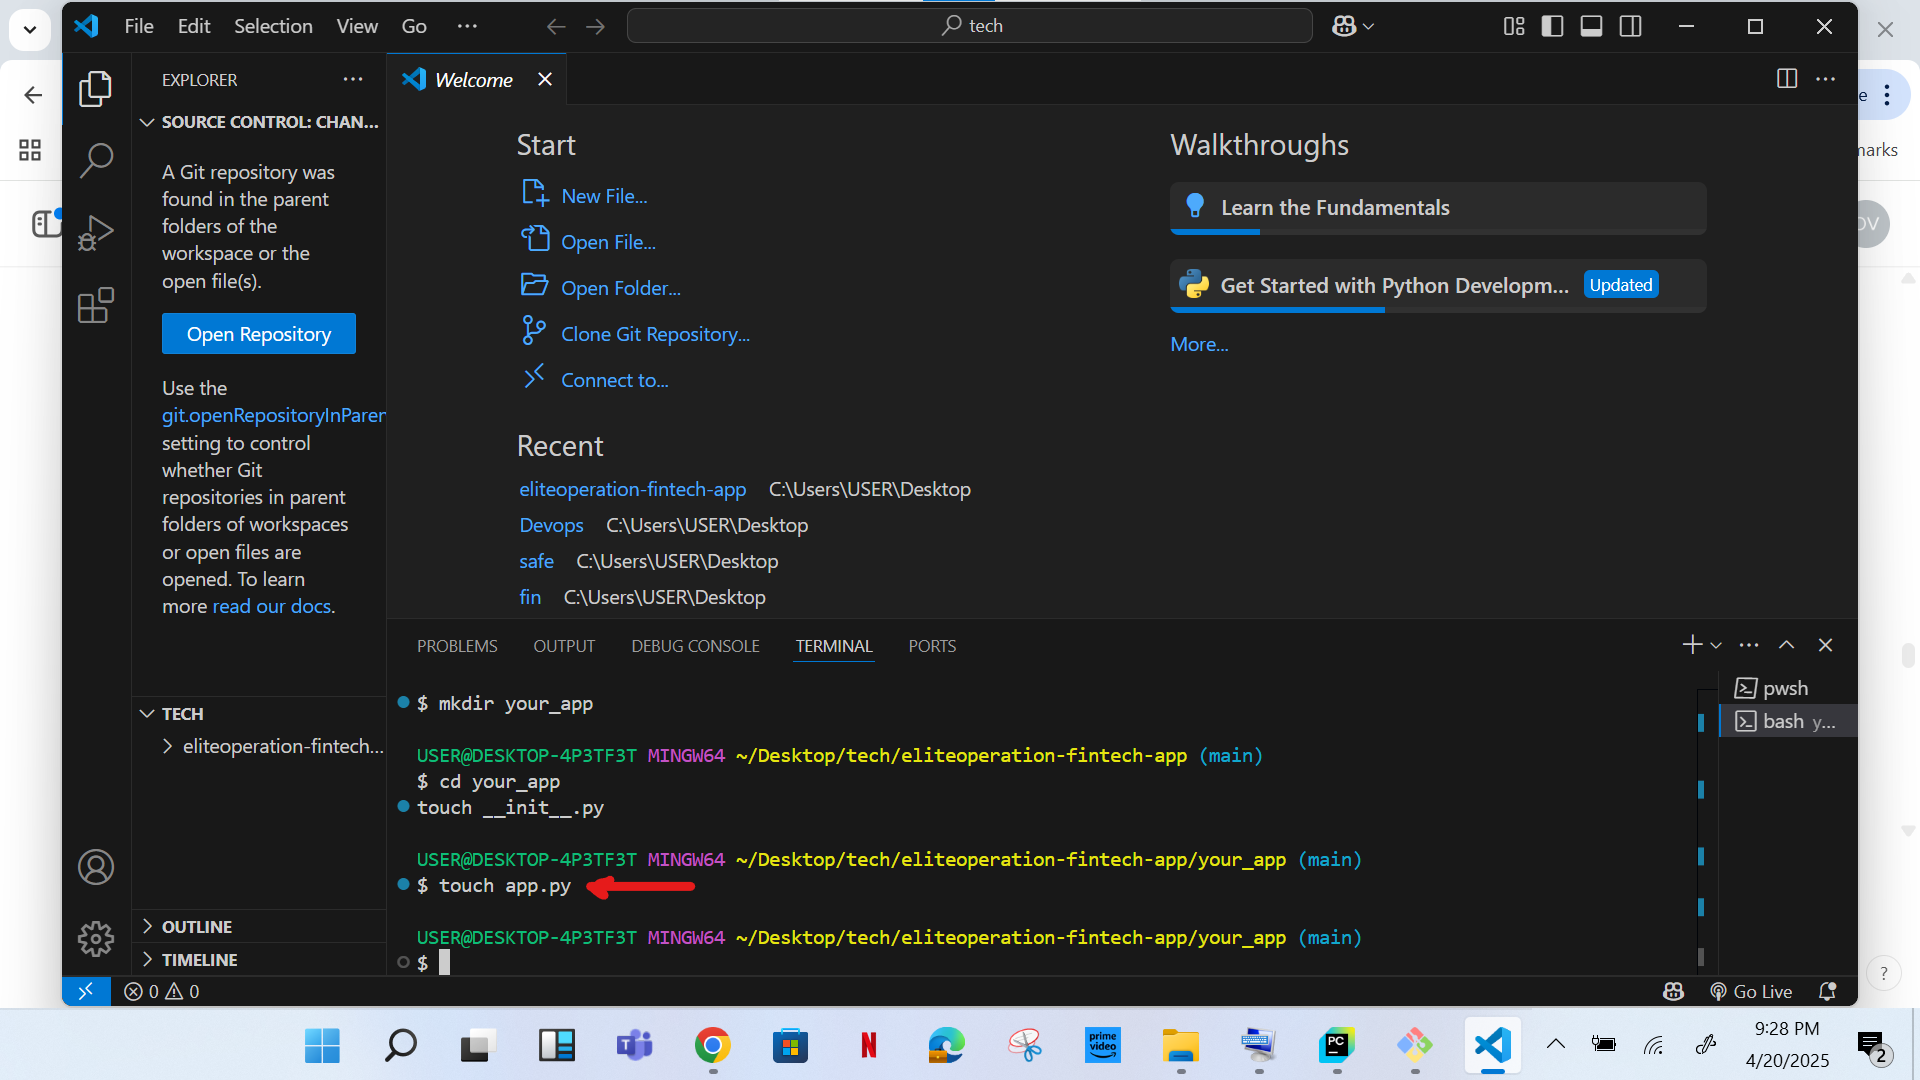 File Edit Selection View Go
tech
EXPLORER
SOURCE CONTROL: CHAN...
A Git repository was
found in the parent
folders of the
workspace or the
open file(s).
Open Repository
Use the
git.openRepositoryInParen
setting to control
whether Git
repositories in parent
folders of workspaces
or open files are
opened. To learn
more read our docs.
TECH
eliteoperation-fintech...
OUTLINE
TIMELINE
Welcome
Start
New File...
Open File...
Open Folder...
Clone Git Repository...
Connect to...
Recent
eliteoperation-fintech-app C:\Users\USER\Desktop
Devops C:\Users\USER\Desktop
safe C:\Users\USER\Desktop
fin C:\Users\USER\Desktop
Walkthroughs
Learn the Fundamentals
Get Started with Python Developm... Updated
More...
PROBLEMS OUTPUT DEBUG CONSOLE TERMINAL PORTS
$ mkdir your_app
USER@DESKTOP-4P3TF3T MINGW64 ~/Desktop/tech/eliteoperation-fintech-app (main)
$ cd your_app
touch __init__.py
USER@DESKTOP-4P3TF3T MINGW64 ~/Desktop/tech/eliteoperation-fintech-app/your_app (main)
$ touch app.py
USER@DESKTOP-4P3TF3T MINGW64 ~/Desktop/tech/eliteoperation-fintech-app/your_app (main)
$
pwsh
bash y...
0 0
Go Live
e
marks
DV
?
prime
video
PC
9:28 PM
4/20/2025
2